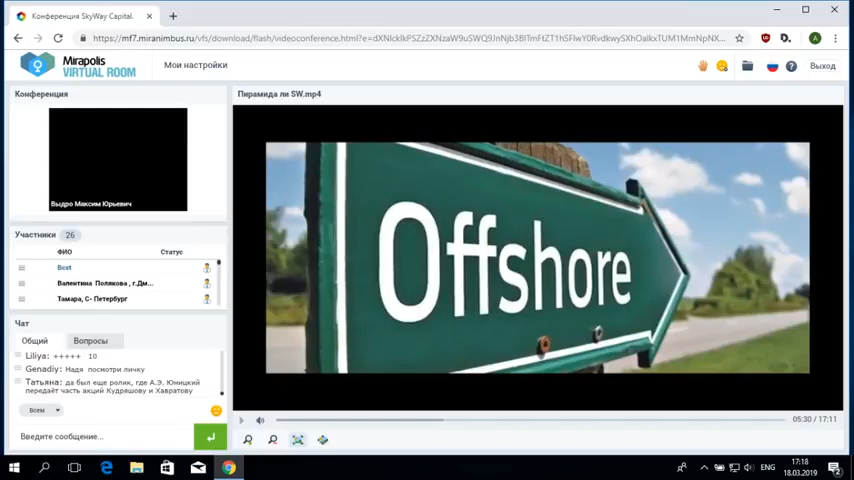 Конференция SkyWay Capital.
https://mf7.miranimbus.ru/vfs/download/flash/videoconference.html?e=
Mirapolis
VIRTUAL ROOM
Мои настройки
Выход
Конференция
Выдро Максим Юрьевич
Участники 26
ФИО Статус
Best
Валентина Полякова , г.Дм...
Тамара, С- Петербург
Чат
Общий Вопросы
Liliya: +++++ 10
Genadiy: Надя посмотри личку
Татьяна: да был еще ролик, где А.Э. Юницкий
передаёт часть акций Кудряшову и Хавратову
Всем
Введите сообщение...
Пирамида ли SW.mp4
Offshore
05:30 / 17:11
ENG
17:18
18.03.2019
2